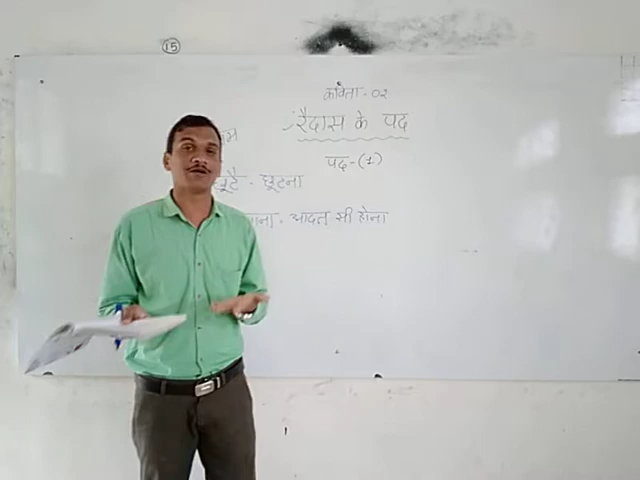 15
कविता - 02
रैदास के पद
पद - (1)
छूटै - छूटना
आदत सी होना